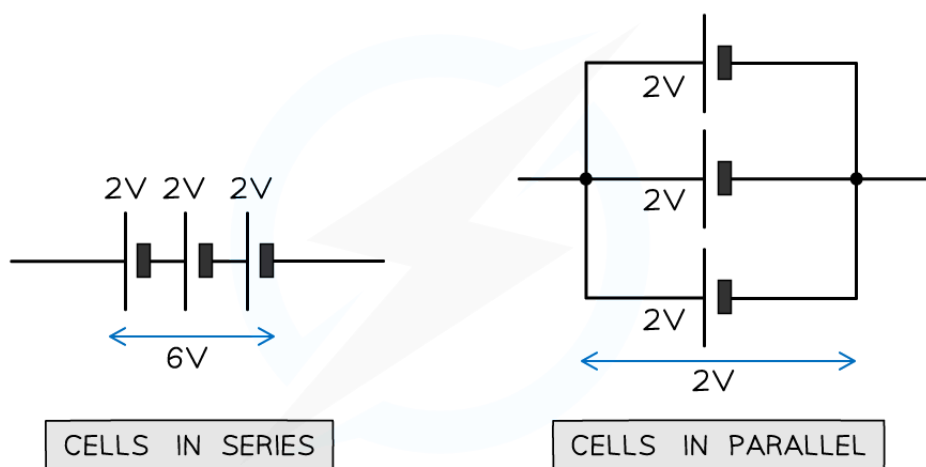 2V 2V 2V
6V
CELLS IN SERIES
2V
2V
2V
2V
CELLS IN PARALLEL